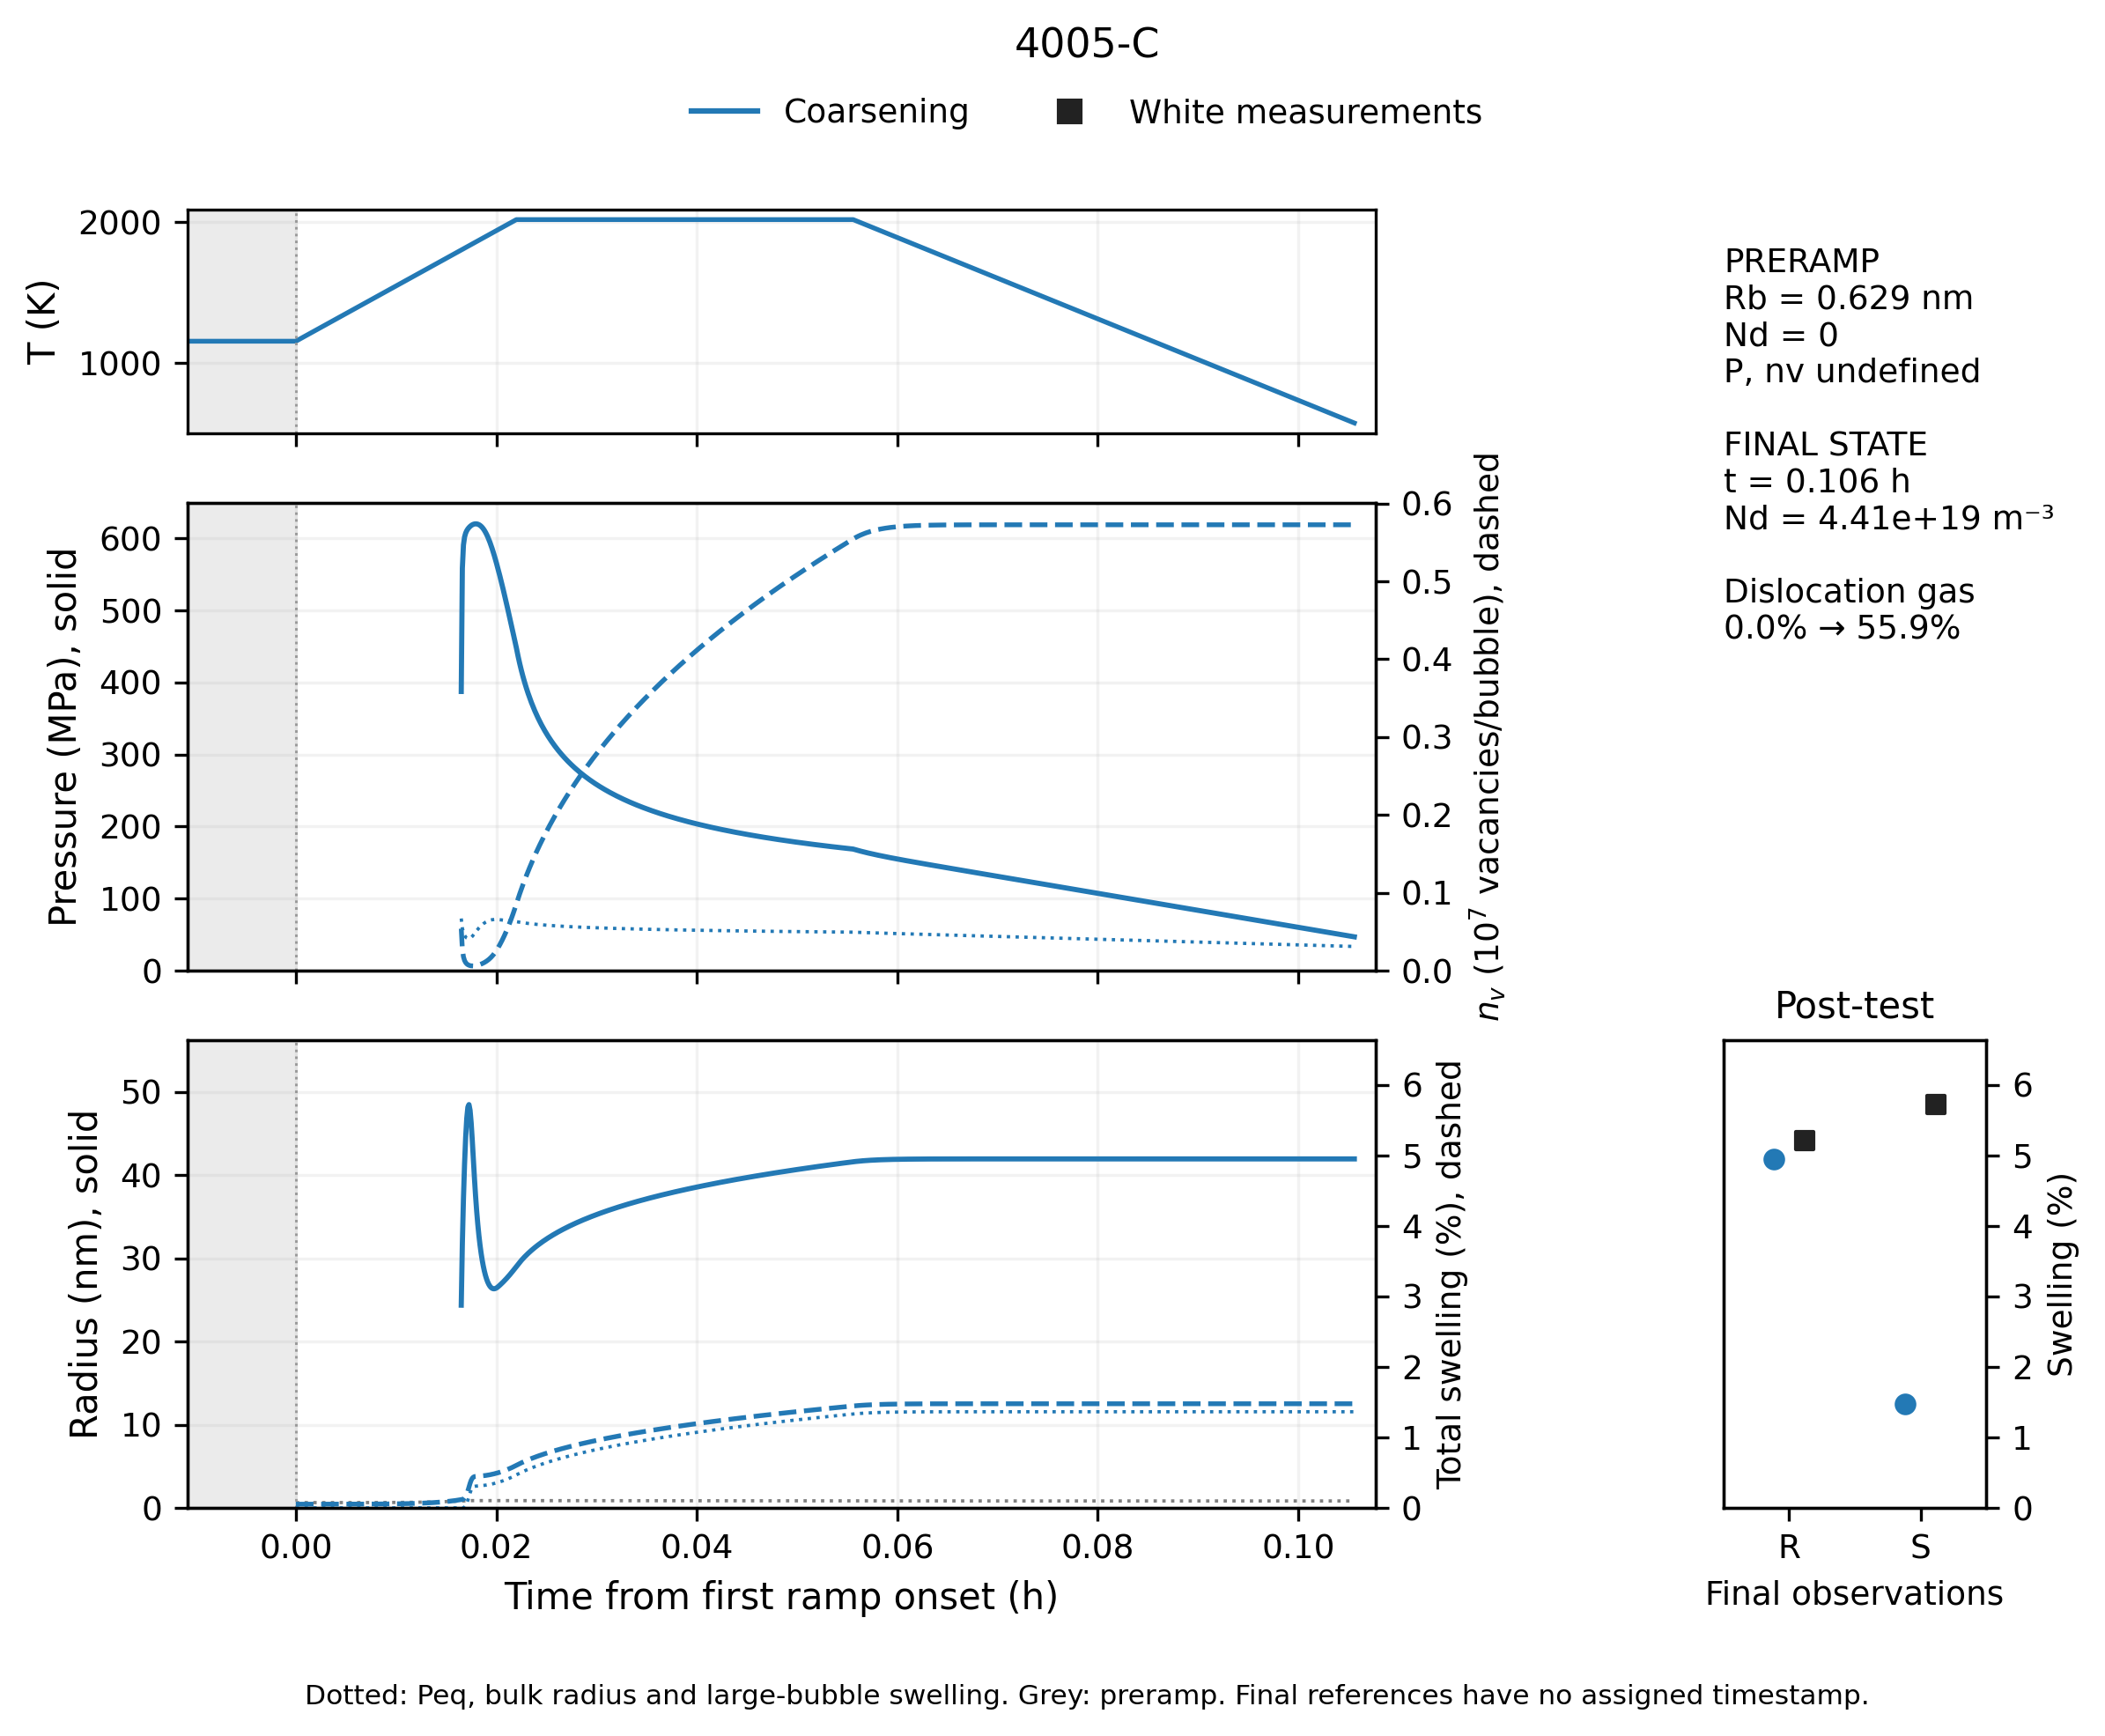 4005-C
Coarsening
White measurements
T (K)
2000
1000
PRERAMP
Rb = 0.629 nm
Nd = 0
P, nv undefined
FINAL STATE
t = 0.106 h
Nd = 4.41e+19 m⁻³
Dislocation gas
0.0% → 55.9%
Pressure (MPa), solid
600
500
400
300
200
100
0
0.6
0.5
0.4
0.3
0.2
0.1
0.0
nᵥ (10⁷ vacancies/bubble), dashed
Radius (nm), solid
50
40
30
20
10
0
6
5
4
3
2
1
0
Total swelling (%), dashed
0.00 0.02 0.04 0.06 0.08 0.10
Time from first ramp onset (h)
Post-test
6
5
4
3
2
1
0
Swelling (%)
R S
Final observations
Dotted: Peq, bulk radius and large-bubble swelling. Grey: preramp. Final references have no assigned timestamp.